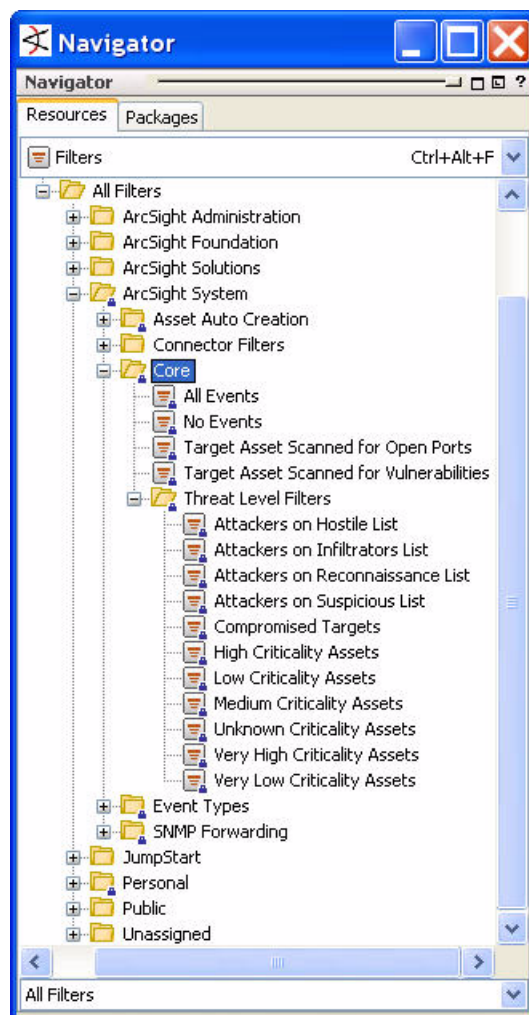 Navigator
Navigator ?
Resources Packages
Filters Ctrl+Alt+F
All Filters
ArcSight Administration
ArcSight Foundation
ArcSight Solutions
ArcSight System
Asset Auto Creation
Connector Filters
Core
All Events
No Events
Target Asset Scanned for Open Ports
Target Asset Scanned for Vulnerabilities
Threat Level Filters
Attackers on Hostile List
Attackers on Infiltrators List
Attackers on Reconnaissance List
Attackers on Suspicious List
Compromised Targets
High Criticality Assets
Low Criticality Assets
Medium Criticality Assets
Unknown Criticality Assets
Very High Criticality Assets
Very Low Criticality Assets
Event Types
SNMP Forwarding
JumpStart
Personal
Public
Unassigned
All Filters